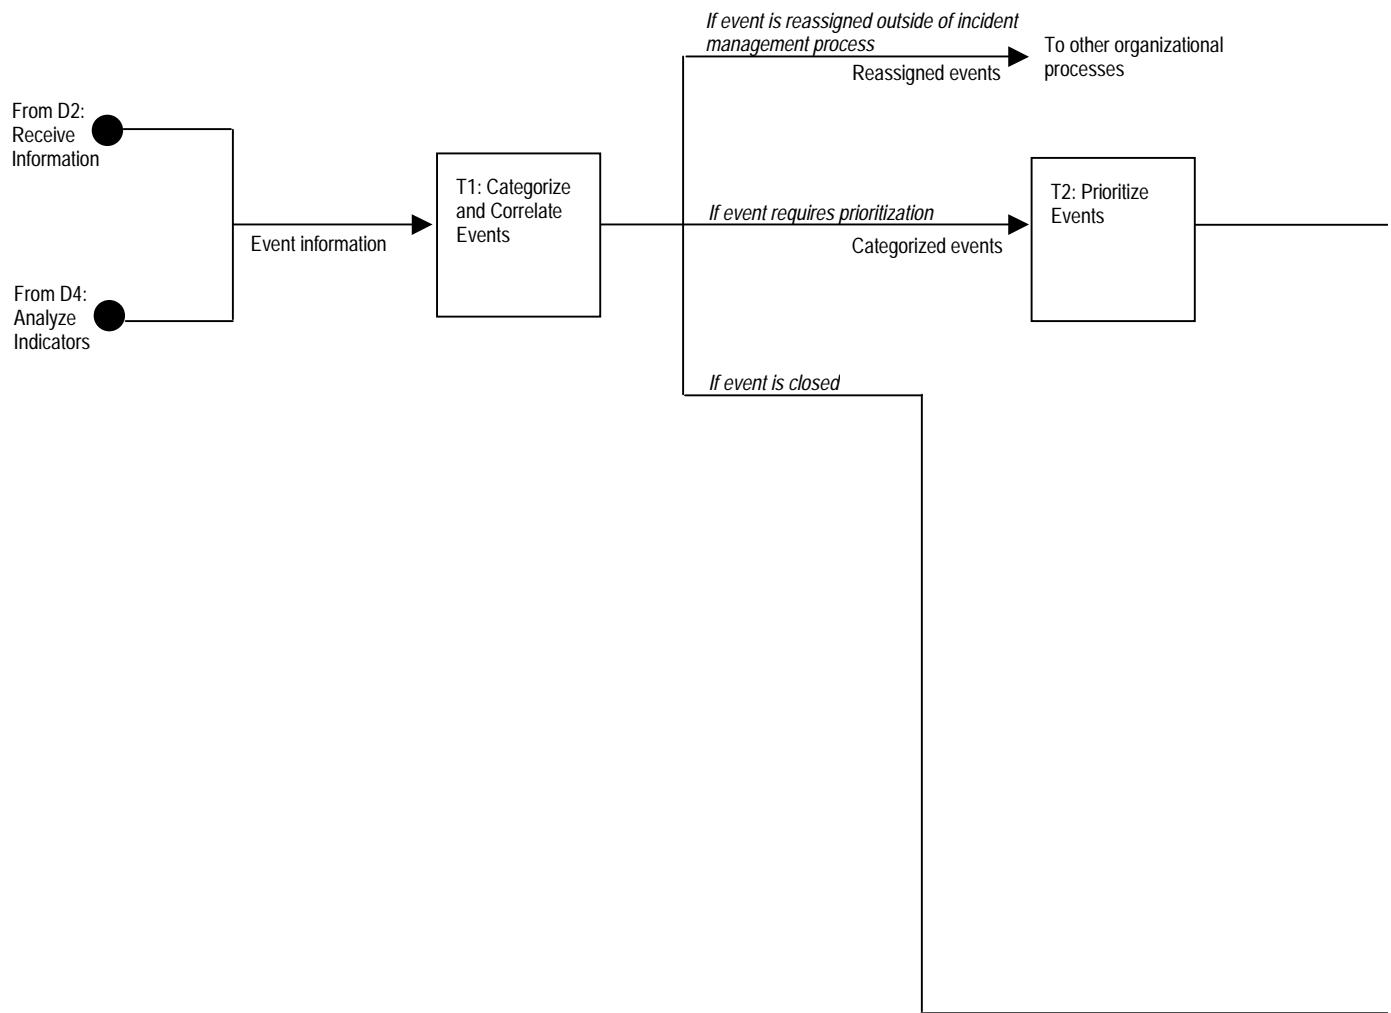 If event is reassigned outside of incident
management process
Reassigned events
To other organizational
processes
From D2:
Receive
Information
T1: Categorize
and Correlate
Events
If event requires prioritization
Categorized events
T2: Prioritize
Events
Event information
From D4:
Analyze
Indicators
If event is closed